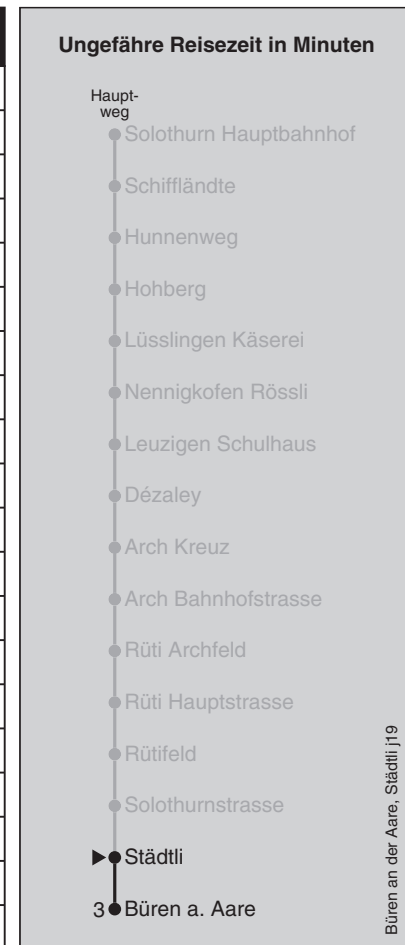 Ungefähre Reisezeit in Minuten
Haupt-
weg
Solothurn Hauptbahnhof
Schiffländte
Hunnenweg
Hohberg
Lüsslingen Käserei
Nennigkofen Rössli
Leuzigen Schulhaus
Dézaley
Arch Kreuz
Arch Bahnhofstrasse
Rüti Archfeld
Rüti Hauptstrasse
Rütifeld
Solothurnstrasse
Städtli
3 Büren a. Aare
Büren an der Aare, Städtli j19